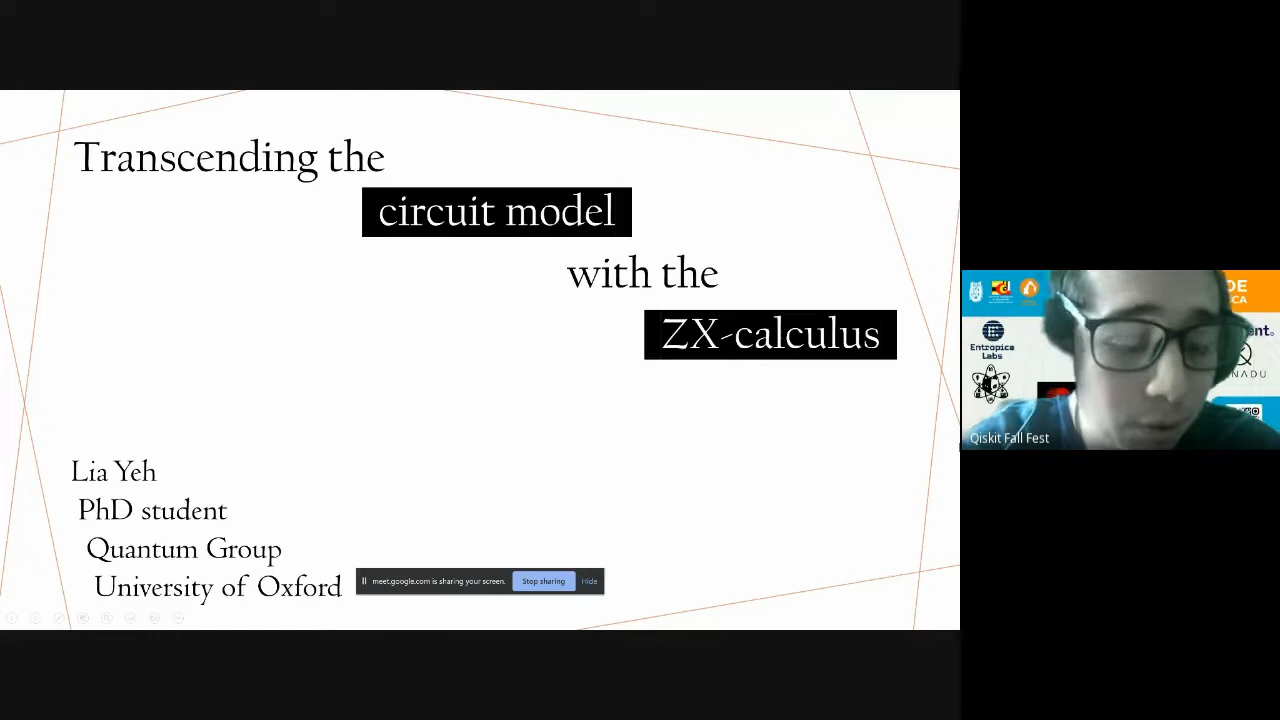 Transcending the
circuit model
with the
ZX-calculus
Lia Yeh
PhD student
Quantum Group
University of Oxford
meet.google.com is sharing your screen.
Stop sharing
Hide
Entropica
Labs
Qiskit Fall Fest